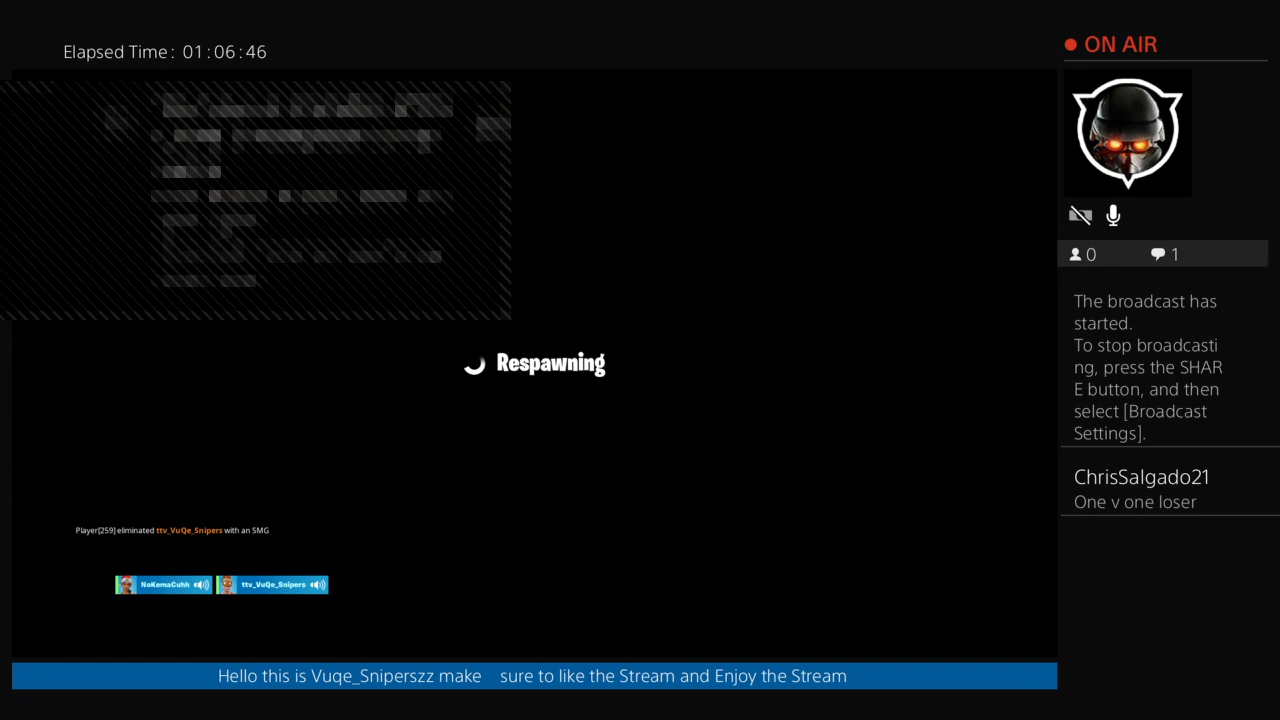 Elapsed Time: 01:06:46
ON AIR
0 1
The broadcast has
started.
To stop broadcasti
ng, press the SHAR
E button, and then
select [Broadcast
Settings].
ChrisSalgado21
One v one loser
Respawning
Player[259] eliminated ttv_VuQe_Snipers with an SMG
NoKemaCuhh ttv_VuQe_Snipers
Hello this is Vuqe_Sniperszz make sure to like the Stream and Enjoy the Stream